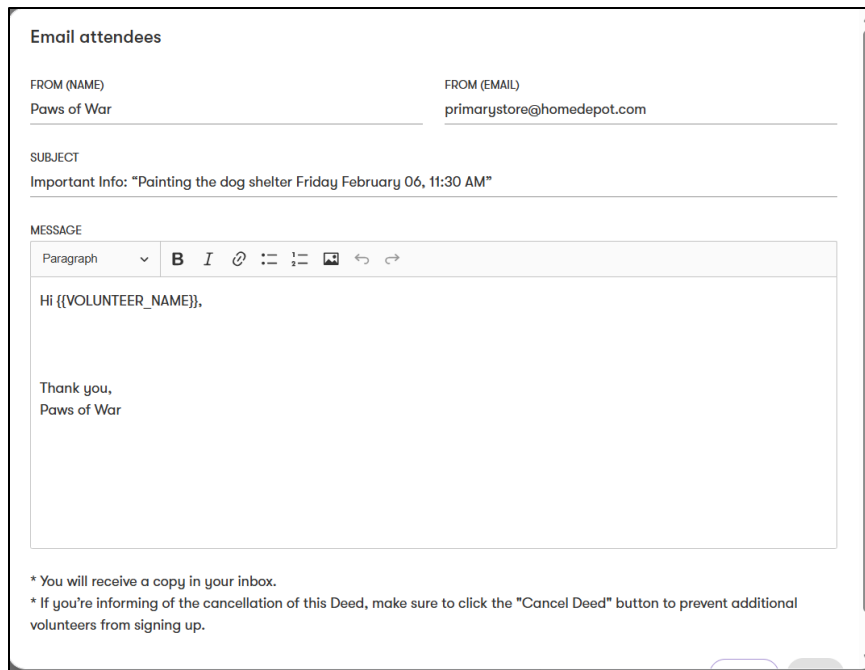 Email attendees
FROM (NAME)
FROM (EMAIL)
Paws of War
primarystore@homedepot.com
SUBJECT
Important Info: “Painting the dog shelter Friday February 06, 11:30 AM”
MESSAGE
Paragraph
Hi {{VOLUNTEER_NAME}},
Thank you,
Paws of War
* You will receive a copy in your inbox.
* If you’re informing of the cancellation of this Deed, make sure to click the "Cancel Deed" button to prevent additional
volunteers from signing up.